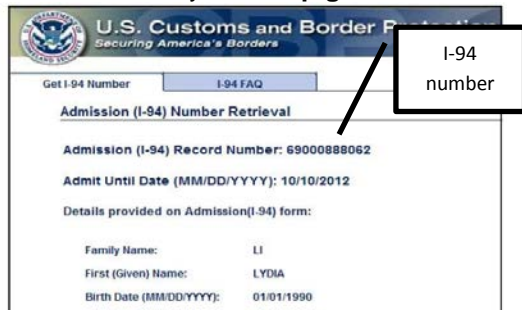 U.S. Customs and Border
Securing America's Borders
I-94
number
Get I-94 Number
I-94 FAQ
Admission (I-94) Number Retrieval
Admission (I-94) Record Number: 69000888062
Admit Until Date (MM/DD/YYYY): 10/10/2012
Details provided on Admission(I-94) form:
Family Name: LI
First (Given) Name: LYDIA
Birth Date (MM/DD/YYYY): 01/01/1990